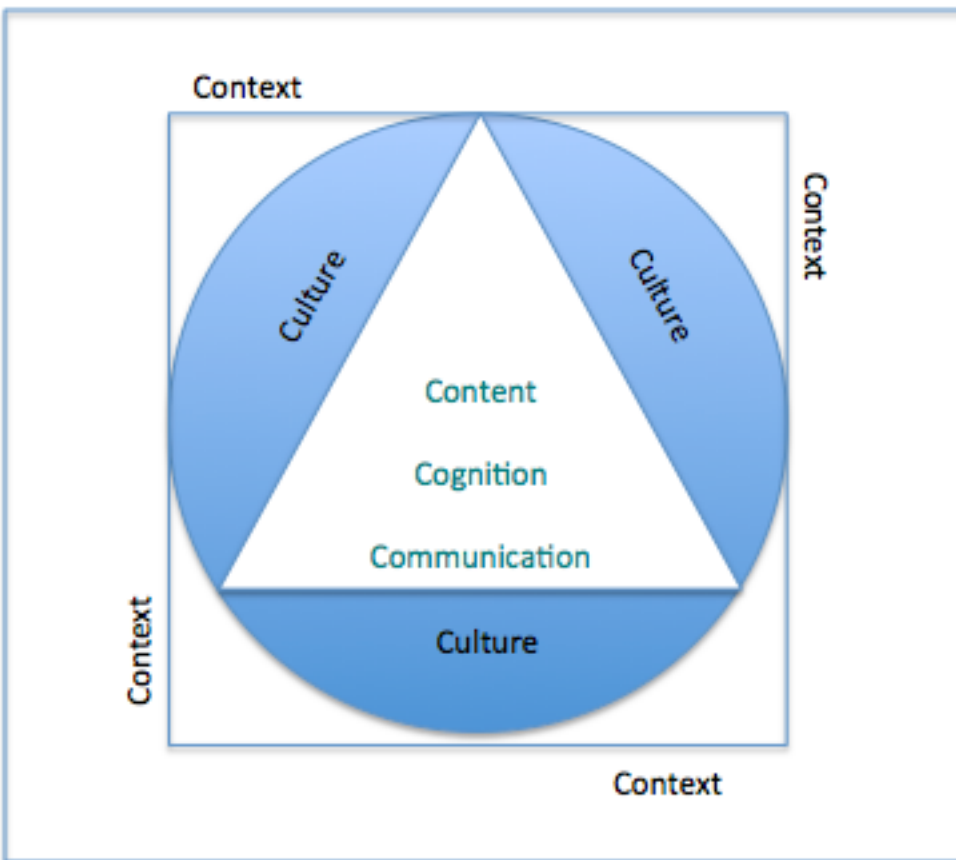 Context
Context
Culture
Culture
Content
Cognition
Communication
Context
Culture
Context